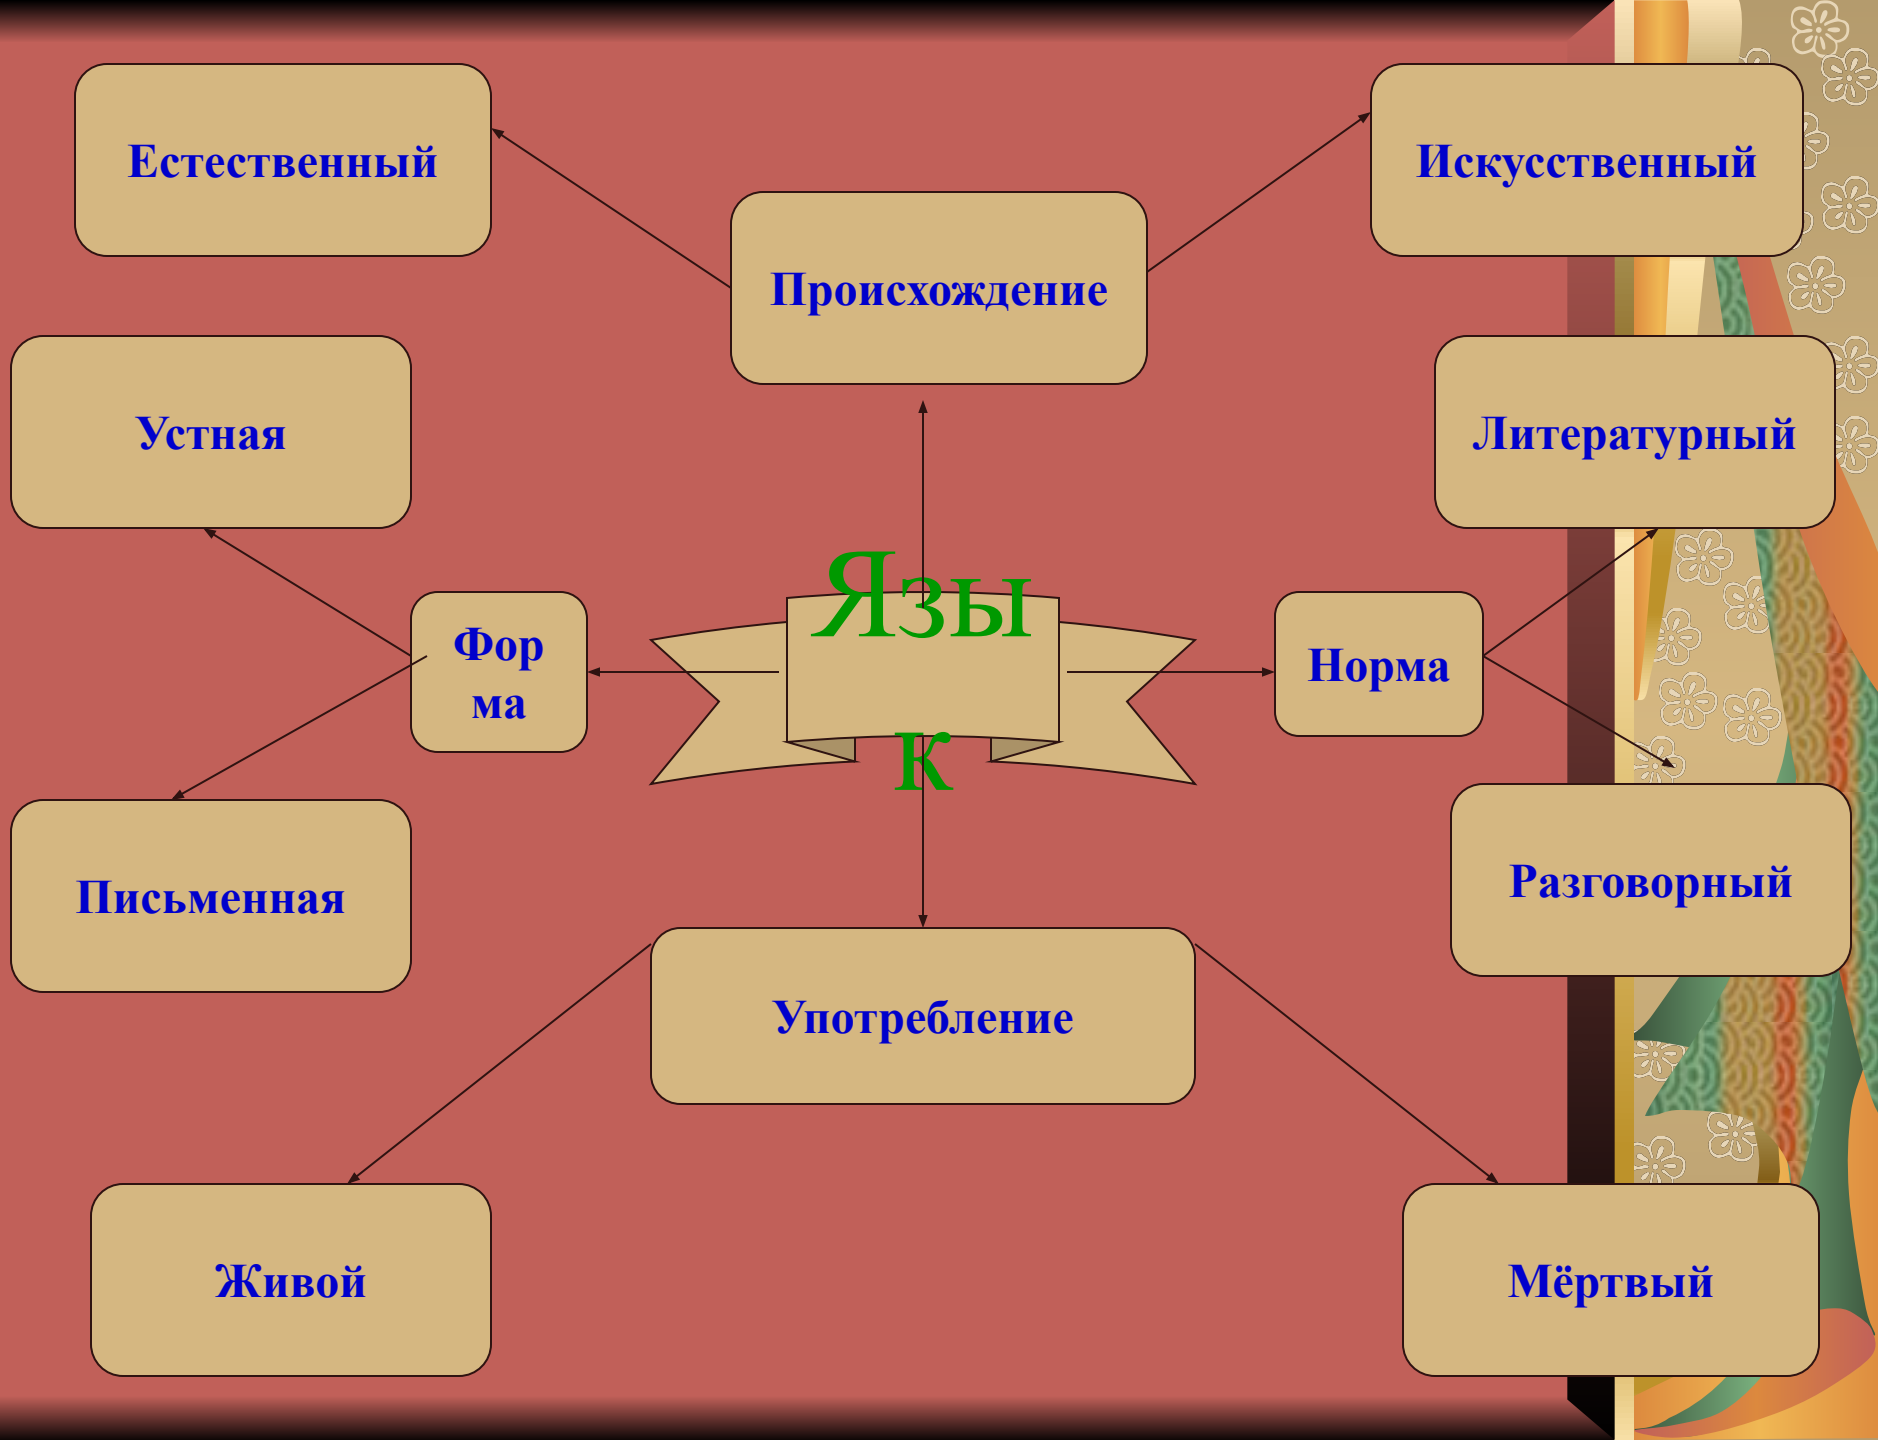 Естественный
Искусственный
Происхождение
Устная
Литературный
Язы
к
Фор
ма
Норма
Письменная
Разговорный
Употребление
Живой
Мёртвый